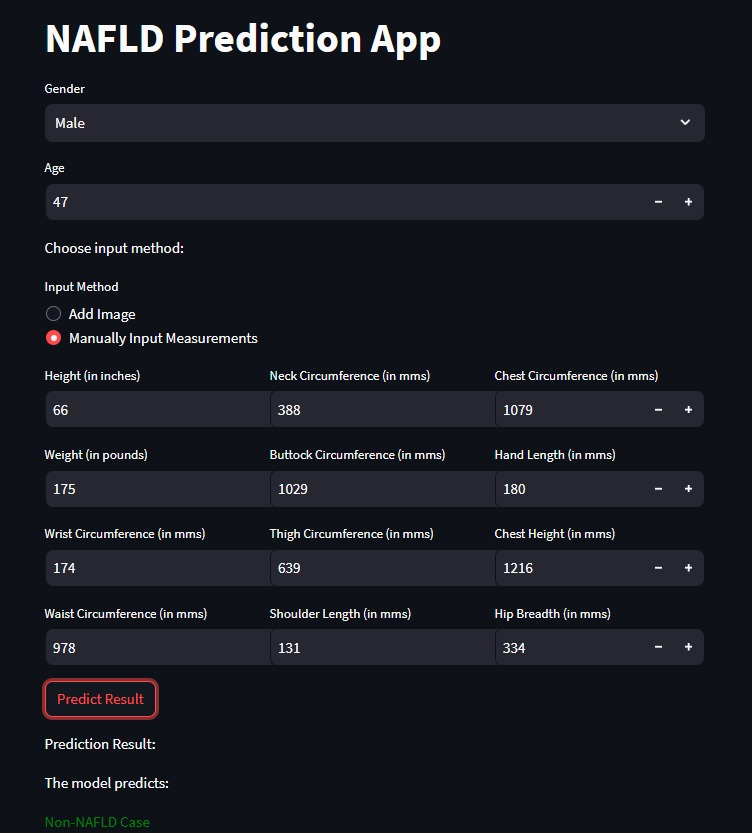 NAFLD Prediction App
Gender
Male
Age
47
Choose input method:
Input Method
Add Image
Manually Input Measurements
Height (in inches) Neck Circumference (in mms) Chest Circumference (in mms)
66 388 1079
Weight (in pounds) Buttock Circumference (in mms) Hand Length (in mms)
175 1029 180
Wrist Circumference (in mms) Thigh Circumference (in mms) Chest Height (in mms)
174 639 1216
Waist Circumference (in mms) Shoulder Length (in mms) Hip Breadth (in mms)
978 131 334
Predict Result
Prediction Result:
The model predicts:
Non-NAFLD Case